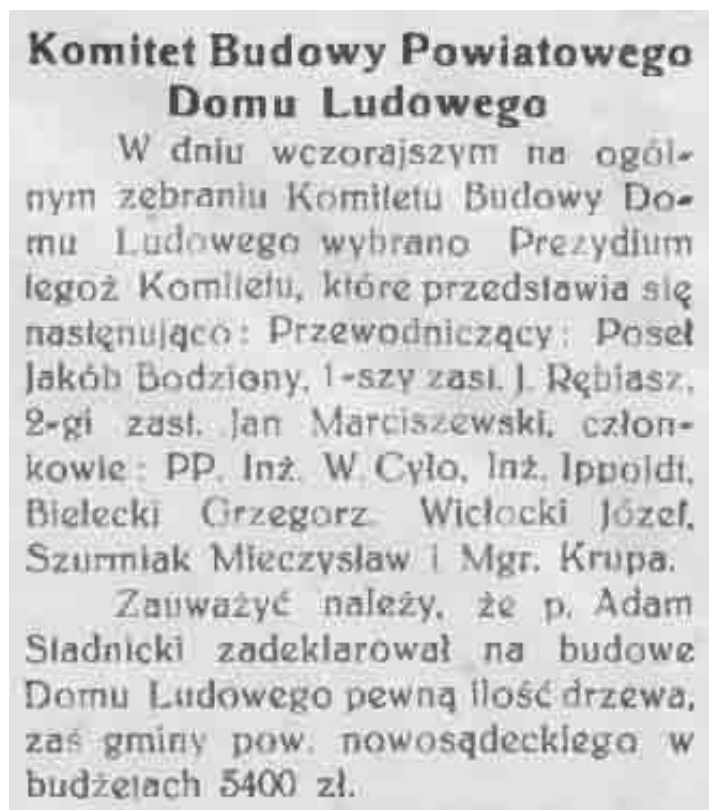 Komitet Budowy Powiatowego
Domu Ludowego
W dniu wczorajszym na ogól-
nym zebraniu Komitetu Budowy Do-
mu Ludowego wybrano Prezydium
tegoż Komitetu, które przedstawia się
następująco: Przewodniczący: Poseł
Jakób Bodziony, 1-szy zast. J. Rębiasz,
2-gi zast. Jan Marciszewski, człon-
kowie: PP. Inż. W. Cyło, Inż. Ippoldt,
Bielecki Grzegorz, Wiclocki Józef,
Szurmiak Mieczysław i Mgr. Krupa.
Zauważyć należy, że p. Adam
Stadnicki zadeklarował na budowe
Domu Ludowego pewną ilość drzewa,
zaś gminy pow. nowosądeckiego w
budżetach 5400 zł.